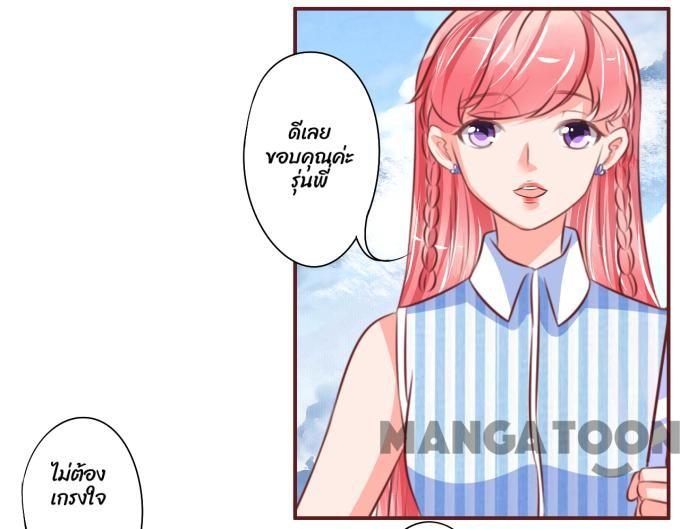 ดีเลย
ขอบคุณค่ะ
รุ่นพี่
MANGATOON
ไม่ต้อง
เกรงใจ